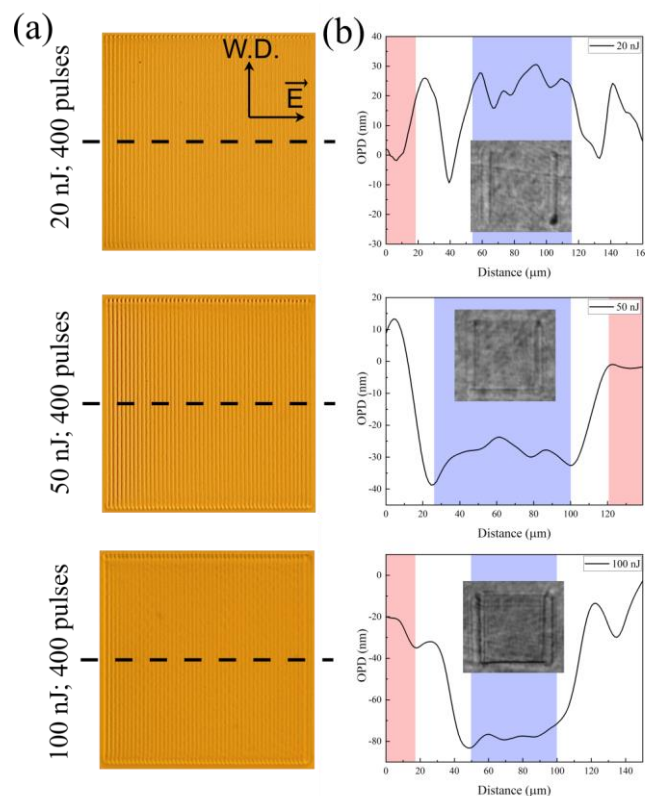 (a)
(b)
20 nJ; 400 pulses
W.D.
E
OPD (nm)
40
30
20
10
0
-10
-20
-30
20 nJ
0 20 40 60 80 100 120 140 160
Distance (μm)
50 nJ; 400 pulses
OPD (nm)
20
10
0
-10
-20
-30
-40
50 nJ
0 20 40 60 80 100 120
Distance (μm)
100 nJ; 400 pulses
OPD (nm)
0
-20
-40
-60
-80
100 nJ
0 20 40 60 80 100 120 140
Distance (μm)